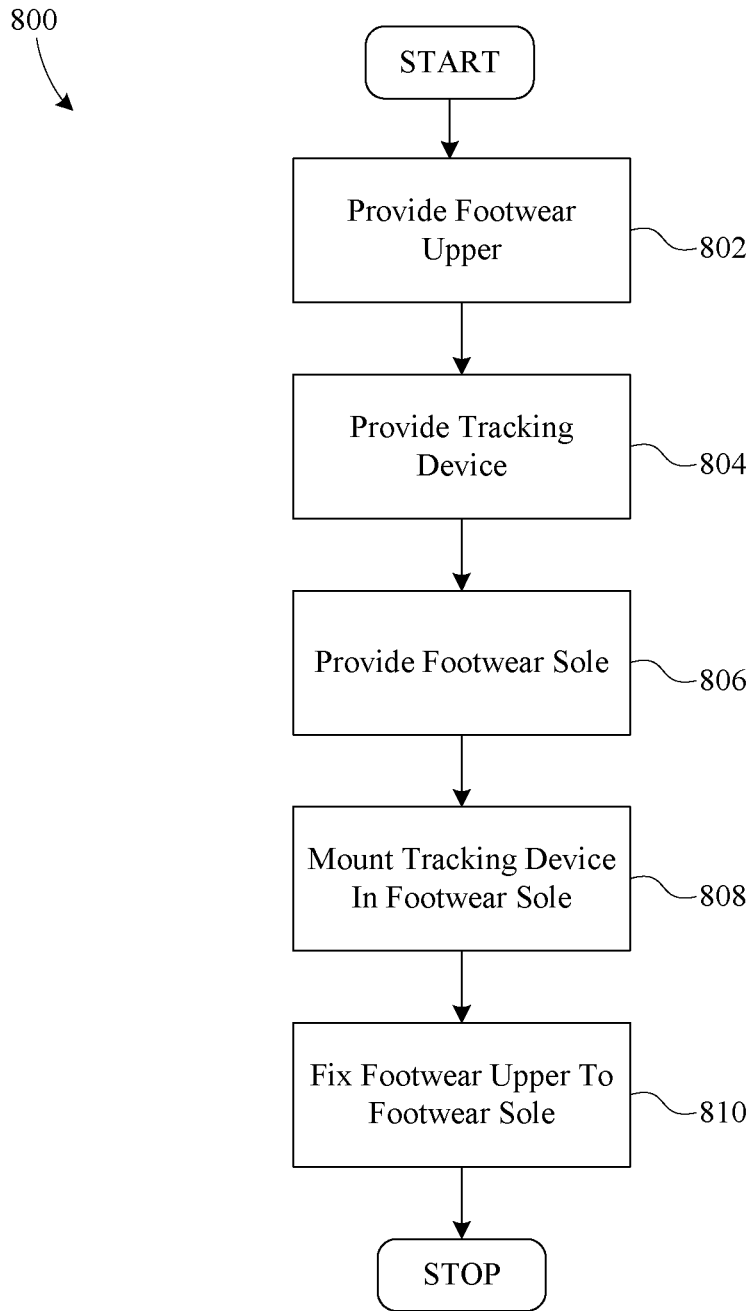 800
START
Provide Footwear
Upper
802
Provide Tracking
Device
804
Provide Footwear Sole
806
Mount Tracking Device
In Footwear Sole
808
Fix Footwear Upper To
Footwear Sole
810
STOP